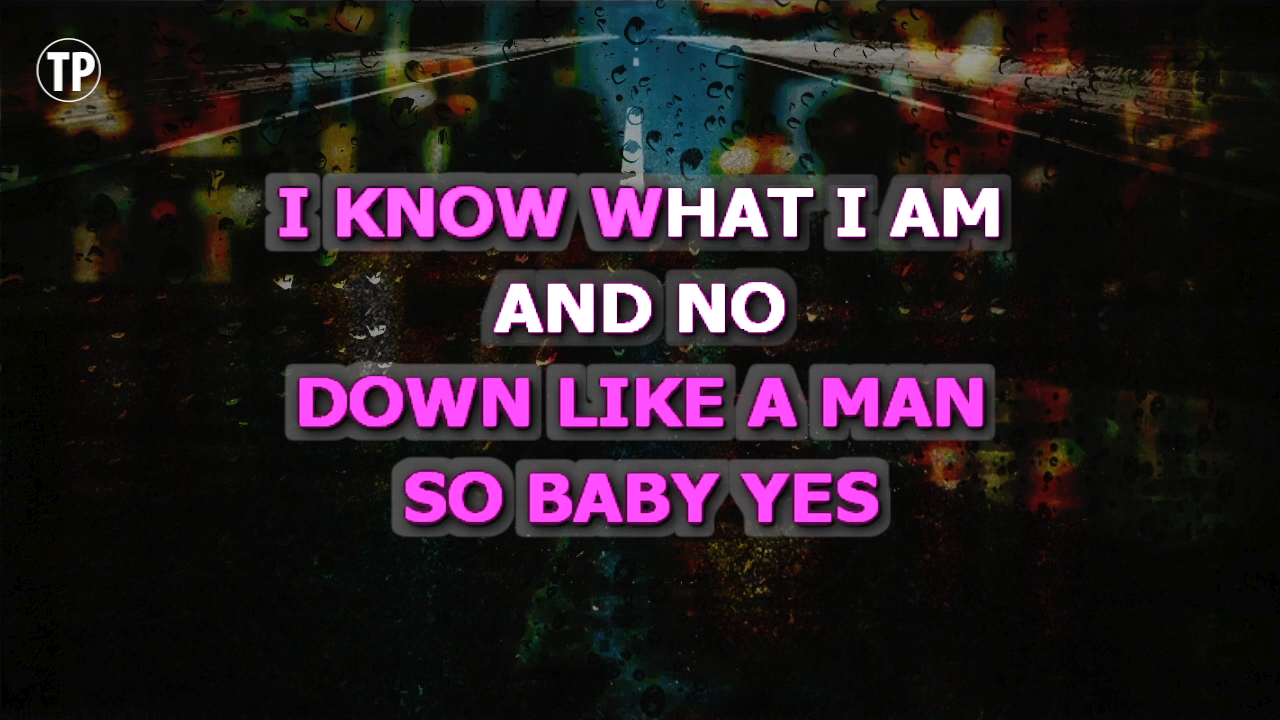 TP
I KNOW WHAT I AM
AND NO
DOWN LIKE A MAN
SO BABY YES